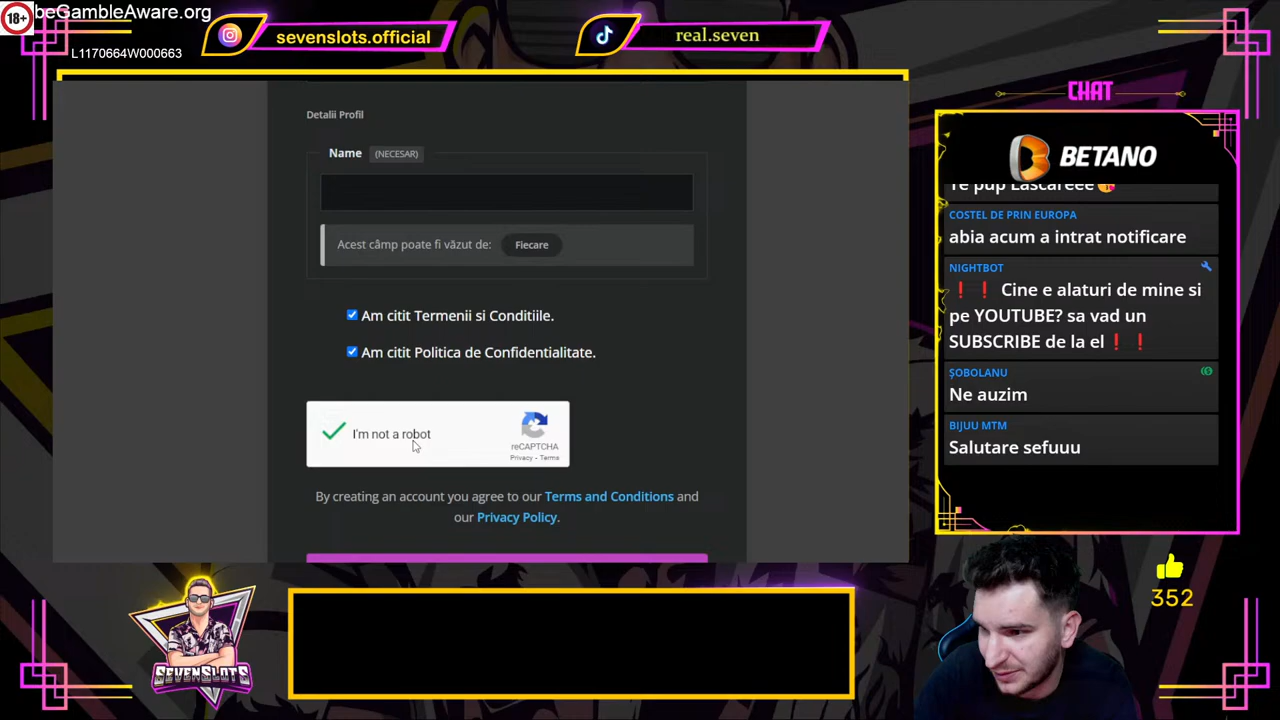 18+
beGambleAware.org
L1170664W000663
sevenslots.official
real.seven
Detalii Profil
Name (NECESAR)
Acest câmp poate fi văzut de: Fiecare
Am citit Termenii si Conditiile.
Am citit Politica de Confidentialitate.
I'm not a robot
reCAPTCHA
Privacy - Terms
By creating an account you agree to our Terms and Conditions and
our Privacy Policy.
CHAT
BETANO
Te pup Lascareee
COSTEL DE PRIN EUROPA
abia acum a intrat notificare
NIGHTBOT
❗ ❗ Cine e alaturi de mine si
pe YOUTUBE? sa vad un
SUBSCRIBE de la el ❗ ❗
ȘOBOLANU
Ne auzim
BIJUU MTM
Salutare sefuuu
352
SEVENSLOTS